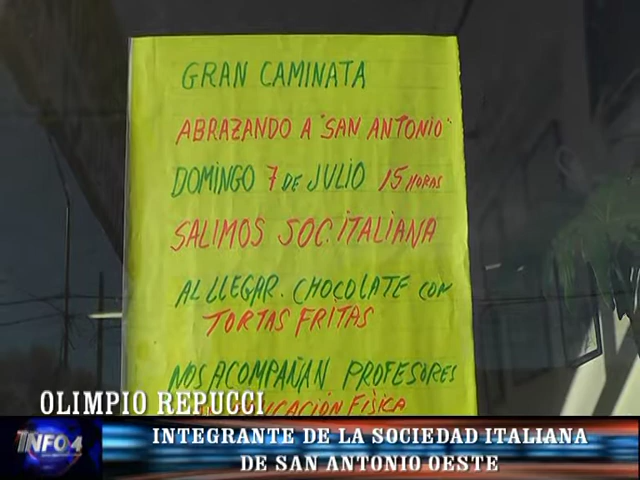 GRAN CAMINATA
ABRAZANDO A "SAN ANTONIO"
DOMINGO 7 DE JULIO 15 HORAS
SALIMOS SOC. ITALIANA
AL LLEGAR. CHOCOLATE CON
TORTAS FRITAS
NOS ACOMPAÑAN PROFESORES
FÌSICA
OLIMPIO REPUCCI
INFO4
INTEGRANTE DE LA SOCIEDAD ITALIANA
DE SAN ANTONIO OESTE